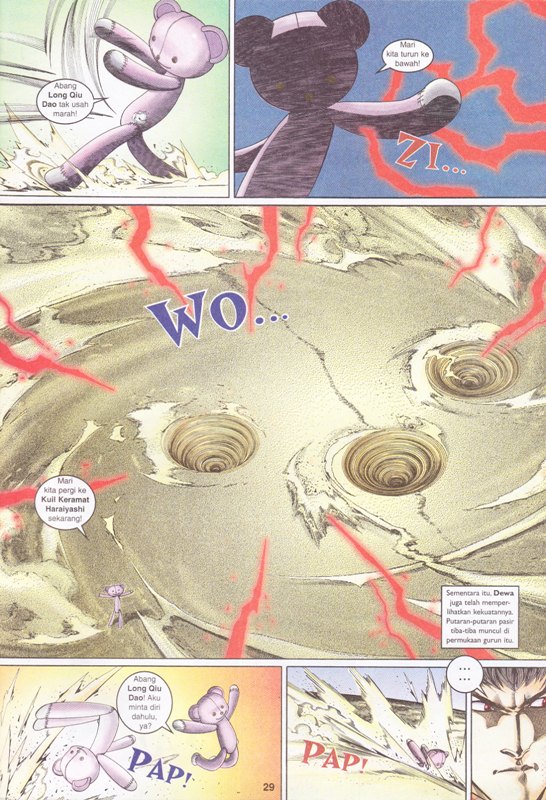 Abang
Long Qiu
Dao tak usah
marah!
Mari
kita turun ke
bawah!
ZI...
WO...
Mari
kita pergi ke
Kuil Keramat
Haraiyashi
sekarang!
Sementara itu, Dewa
juga telah memper-
lihatkan kekuatannya.
Putaran-putaran pasir
tiba-tiba muncul di
permukaan gurun itu.
Abang
Long Qiu
Dao! Aku
minta diri
dahulu,
ya?
PAP!
PAP!
...
...
29